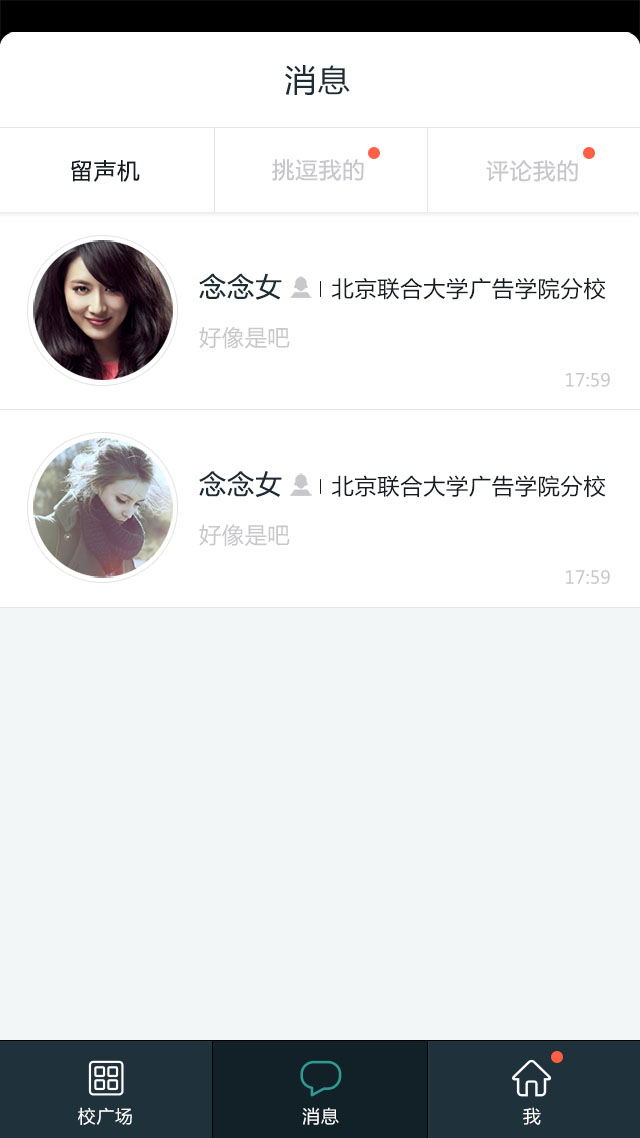 消息
留声机 挑逗我的 评论我的
念念女 北京联合大学广告学院分校
好像是吧
17:59
念念女 北京联合大学广告学院分校
好像是吧
17:59
校广场 消息 我